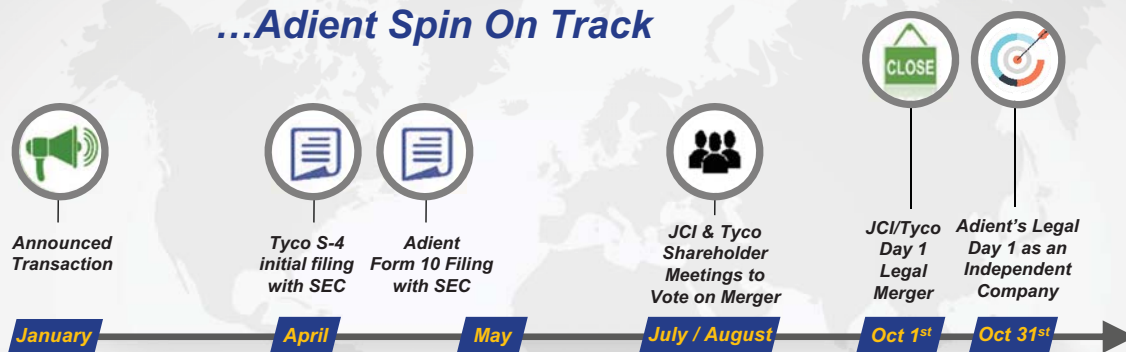 ...Adient Spin On Track
CLOSE
Announced
Transaction
Tyco S-4
initial filing
with SEC
Adient
Form 10 Filing
with SEC
JCI & Tyco
Shareholder
Meetings to
Vote on Merger
JCI/Tyco
Day 1
Legal
Merger
Adient’s Legal
Day 1 as an
Independent
Company
January
April
May
July / August
Oct 1st
Oct 31st